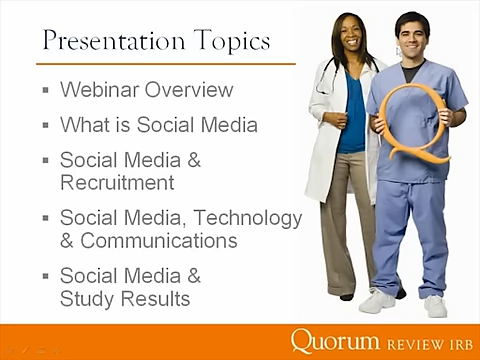 Presentation Topics
Webinar Overview
What is Social Media
Social Media &
Recruitment
Social Media, Technology
& Communications
Social Media &
Study Results
Q
Quorum REVIEW IRB